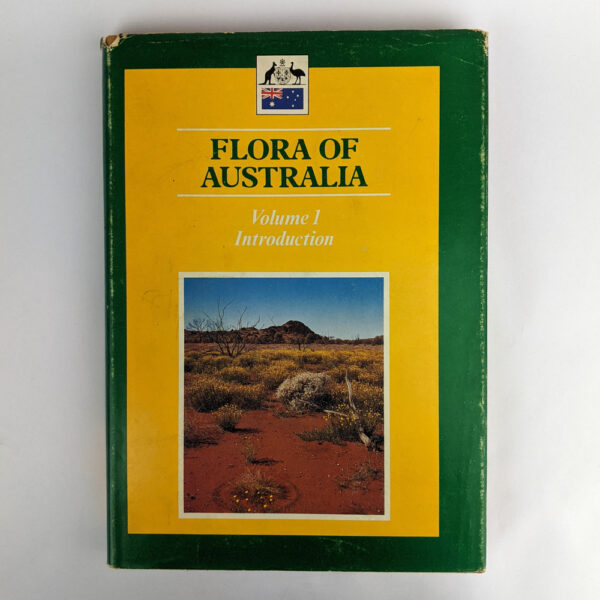 FLORA OF
AUSTRALIA
Volume 1
Introduction